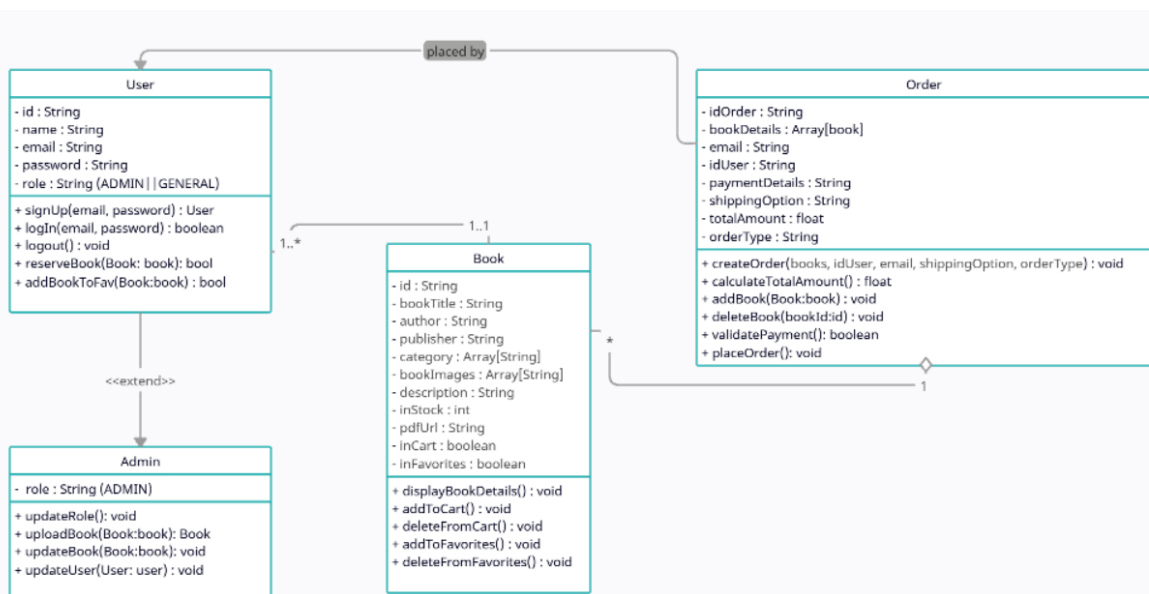 placed by
User
- id : String
- name : String
- email : String
- password : String
- role : String (ADMIN||GENERAL)
+ signUp(email, password) : User
+ logIn(email, password) : boolean
+ logout() : void
+ reserveBook(Book: book): bool
+ addBookToFav(Book:book) : bool
<<extend>>
Admin
- role : String (ADMIN)
+ updateRole(): void
+ uploadBook(Book:book): Book
+ updateBook(Book:book): void
+ updateUser(User: user) : void
1..*
1..1
Book
- id : String
- bookTitle : String
- author : String
- publisher : String
- category : Array[String]
- bookImages : Array[String]
- description : String
- inStock : int
- pdfUrl : String
- inCart : boolean
- inFavorites : boolean
+ displayBookDetails() : void
+ addToCart() : void
+ deleteFromCart() : void
+ addToFavorites() : void
+ deleteFromFavorites() : void
*
1
Order
- idOrder : String
- bookDetails : Array[book]
- email : String
- idUser : String
- paymentDetails : String
- shippingOption : String
- totalAmount : float
- orderType : String
+ createOrder(books, idUser, email, shippingOption, orderType) : void
+ calculateTotalAmount() : float
+ addBook(Book:book) : void
+ deleteBook(bookId:id) : void
+ validatePayment(): boolean
+ placeOrder(): void